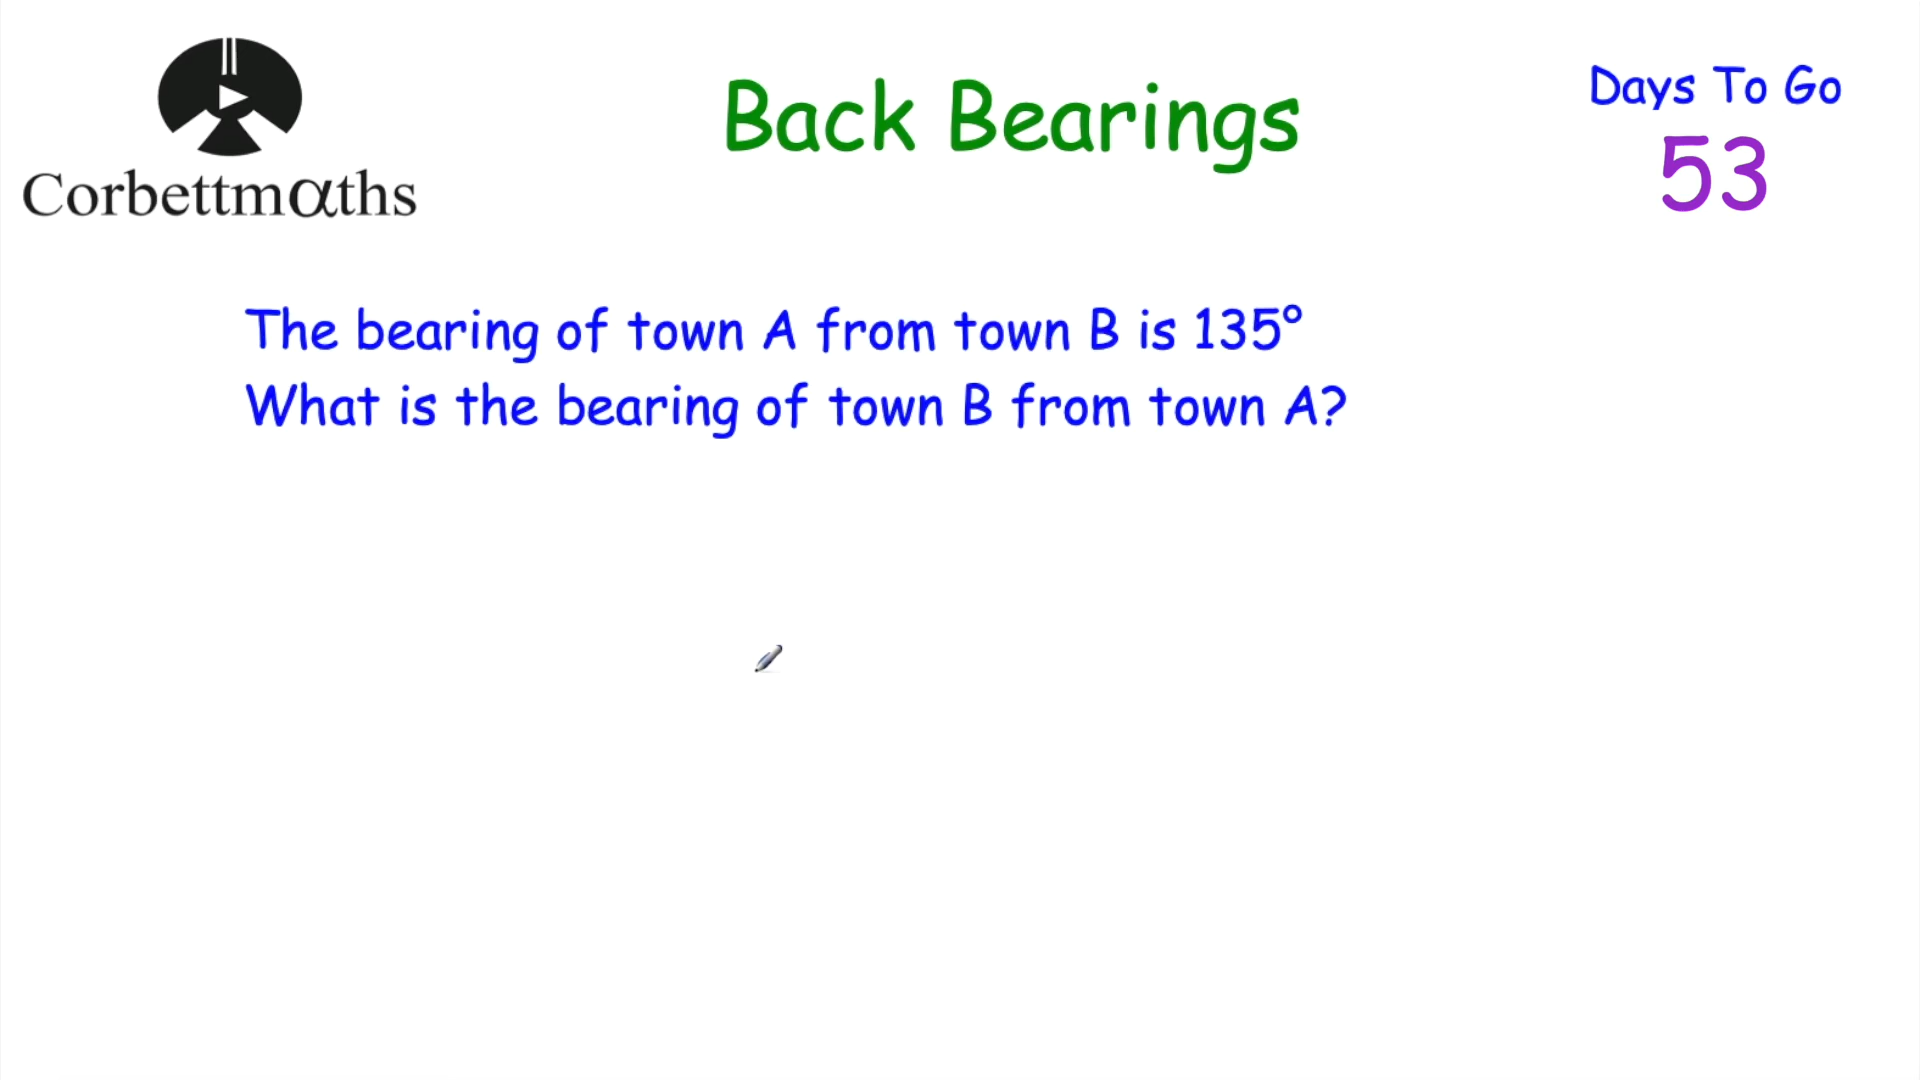 Corbettmαths
Back Bearings
Days To Go
53
The bearing of town A from town B is 135°
What is the bearing of town B from town A?